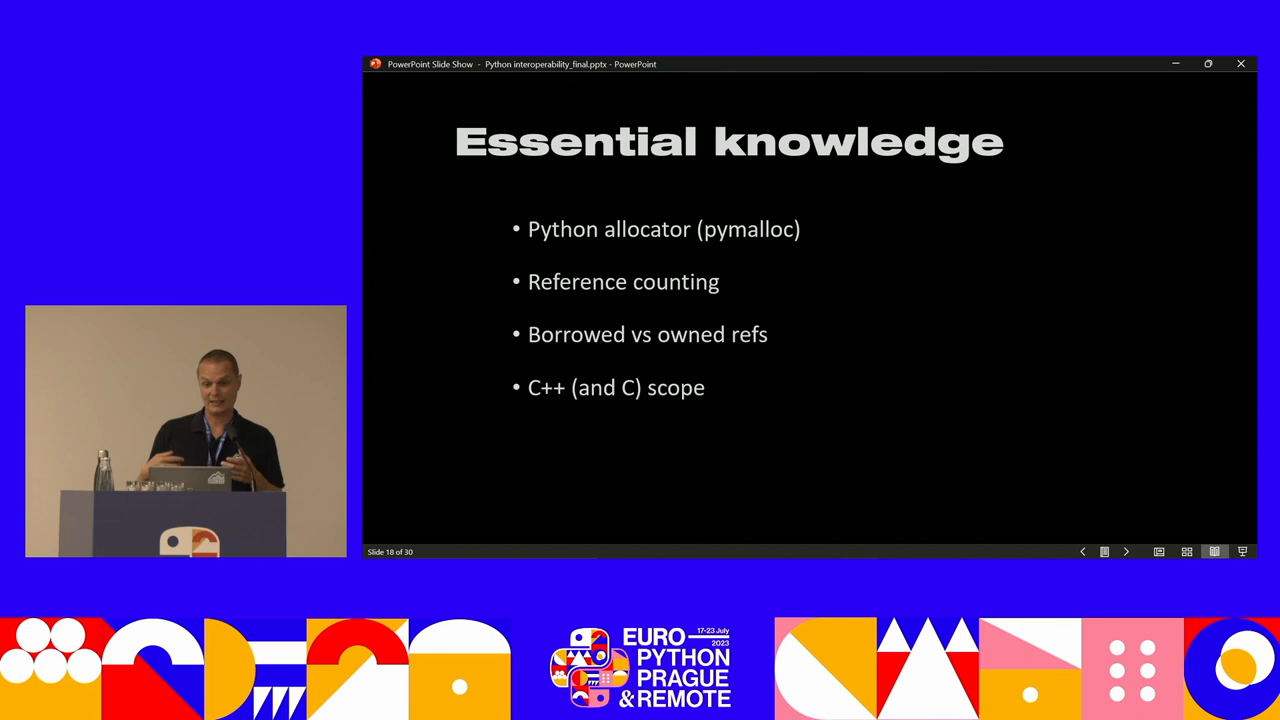 PowerPoint Slide Show - Python interoperability_final.pptx - PowerPoint
Essential knowledge
• Python allocator (pymalloc)
• Reference counting
• Borrowed vs owned refs
• C++ (and C) scope
Slide 18 of 30
EURO
17-23 July
2023
PYTHON
PRAGUE
& REMOTE